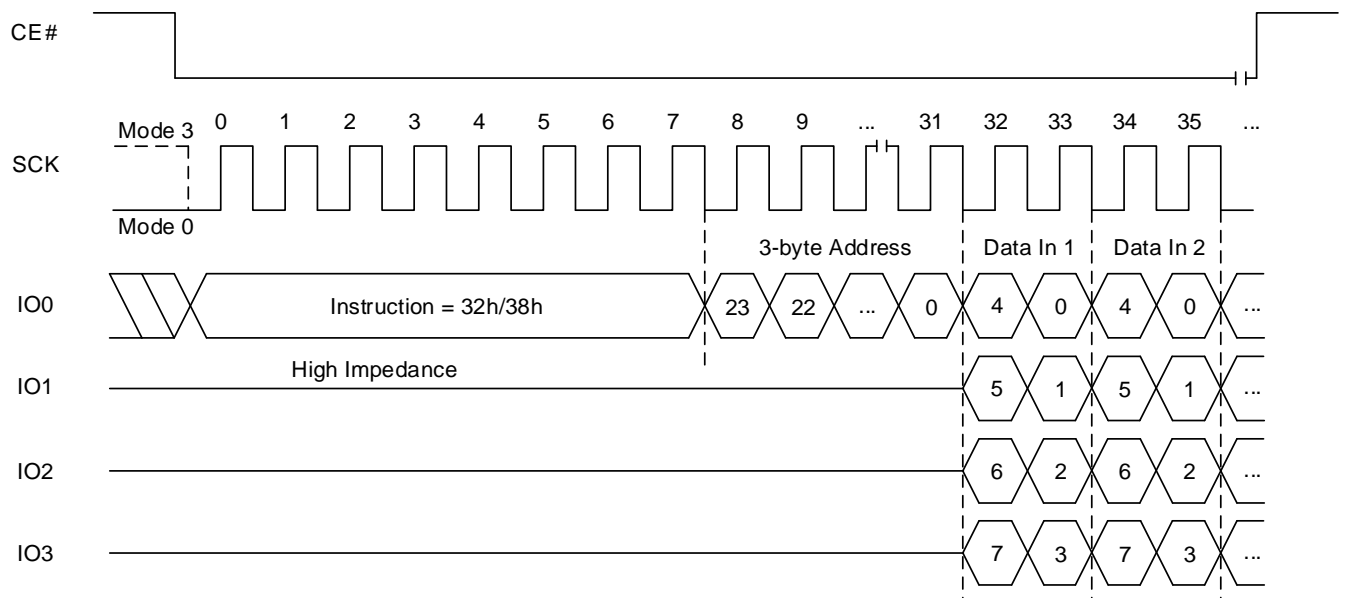 CE#
Mode 3 0 1 2 3 4 5 6 7 8 9 ... 31 32 33 34 35 ...
SCK
Mode 0
3-byte Address Data In 1 Data In 2
IO0 Instruction = 32h/38h 23 22 ... 0 4 0 4 0 ...
High Impedance
IO1 5 1 5 1 ...
IO2 6 2 6 2 ...
IO3 7 3 7 3 ...